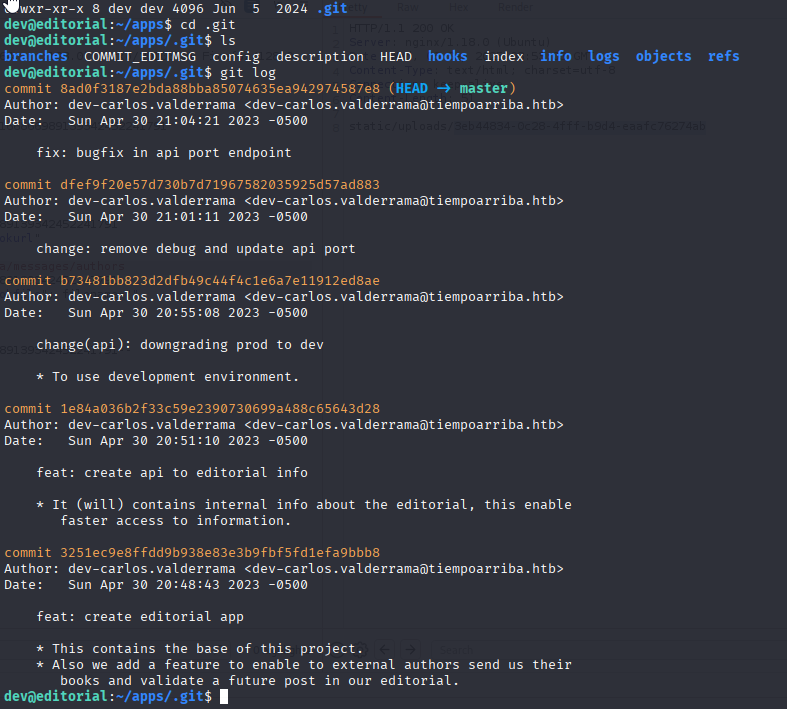 wxr-xr-x 8 dev dev 4096 Jun  5  2024 .git
dev@editorial:~/apps$ cd .git
dev@editorial:~/apps/.git$ ls
branches  COMMIT_EDITMSG  config  description  HEAD  hooks  index  info  logs  objects  refs
dev@editorial:~/apps/.git$ git log
commit 8ad0f3187e2bda88bba85074635ea942974587e8 (HEAD → master)
Author: dev-carlos.valderrama <dev-carlos.valderrama@tiempoarriba.htb>
Date:   Sun Apr 30 21:04:21 2023 -0500
fix: bugfix in api port endpoint
commit dfef9f20e57d730b7d71967582035925d57ad883
Author: dev-carlos.valderrama <dev-carlos.valderrama@tiempoarriba.htb>
Date:   Sun Apr 30 21:01:11 2023 -0500
change: remove debug and update api port
commit b73481bb823d2dfb49c44f4c1e6a7e11912ed8ae
Author: dev-carlos.valderrama <dev-carlos.valderrama@tiempoarriba.htb>
Date:   Sun Apr 30 20:55:08 2023 -0500
change(api): downgrading prod to dev
* To use development environment.
commit 1e84a036b2f33c59e2390730699a488c65643d28
Author: dev-carlos.valderrama <dev-carlos.valderrama@tiempoarriba.htb>
Date:   Sun Apr 30 20:51:10 2023 -0500
feat: create api to editorial info
* It (will) contains internal info about the editorial, this enable
faster access to information.
commit 3251ec9e8ffdd9b938e83e3b9fbf5fd1efa9bbb8
Author: dev-carlos.valderrama <dev-carlos.valderrama@tiempoarriba.htb>
Date:   Sun Apr 30 20:48:43 2023 -0500
feat: create editorial app
* This contains the base of this project.
* Also we add a feature to enable to external authors send us their
books and validate a future post in our editorial.
dev@editorial:~/apps/.git$